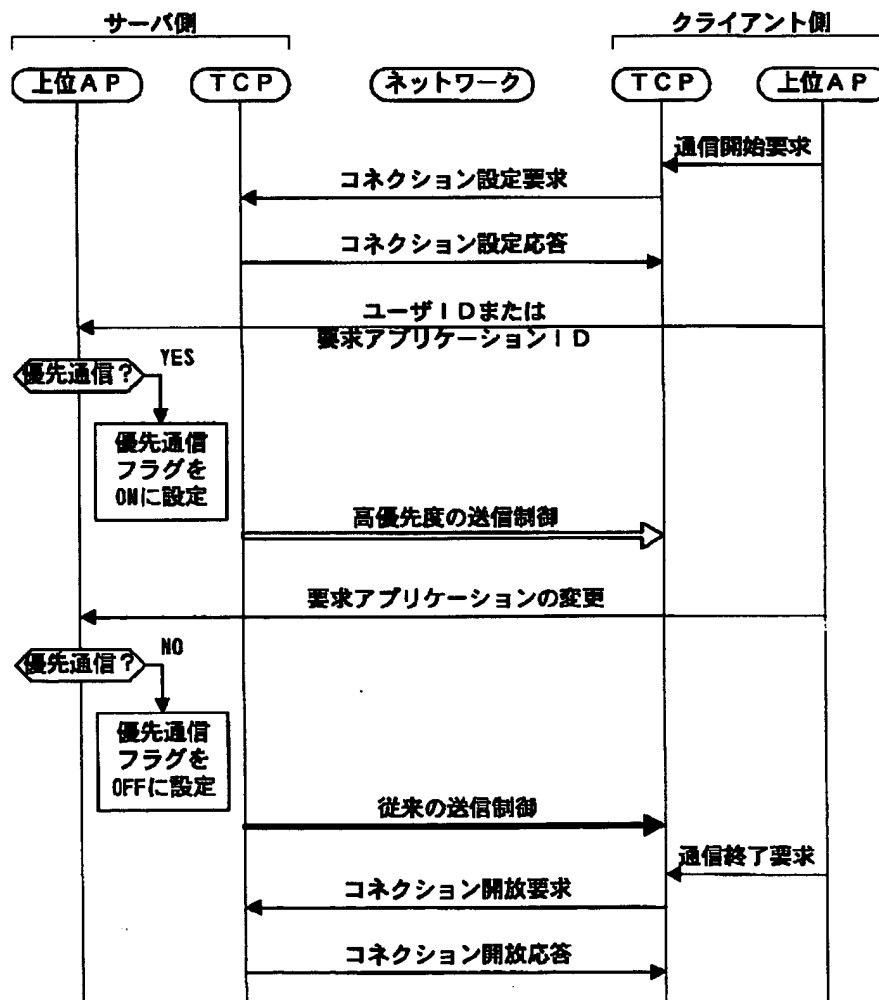 サーバ側
クライアント側
上位AP
TCP
ネットワーク
TCP
上位AP
通信開始要求
コネクション設定要求
コネクション設定応答
ユーザIDまたは
要求アプリケーションID
優先通信?
YES
優先通信
フラグを
ONに設定
高優先度の送信制御
要求アプリケーションの変更
優先通信?
NO
優先通信
フラグを
OFFに設定
従来の送信制御
通信終了要求
コネクション開放要求
コネクション開放応答